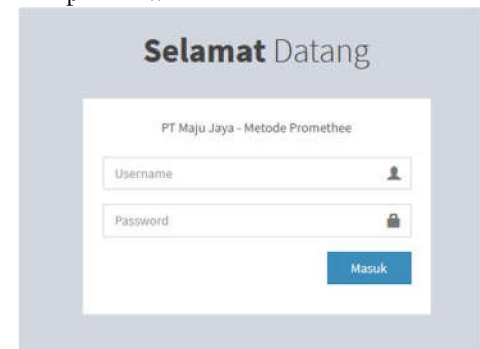 Selamat Datang
PT Maju Jaya - Metode Promethee
Username
Password
Masuk